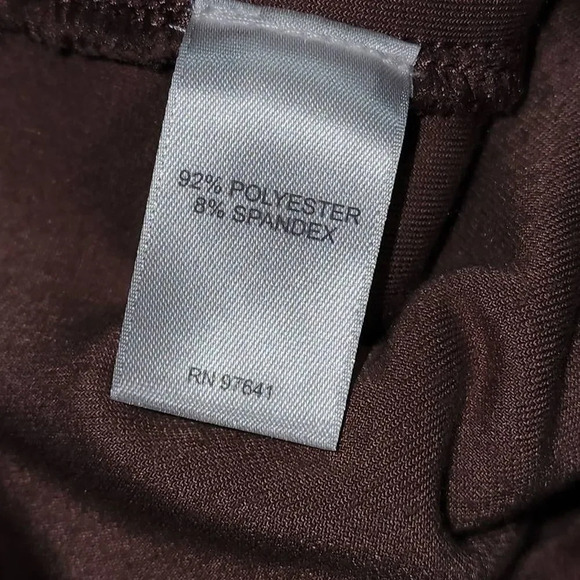 92% POLYESTER
8% SPANDEX
RN 97641